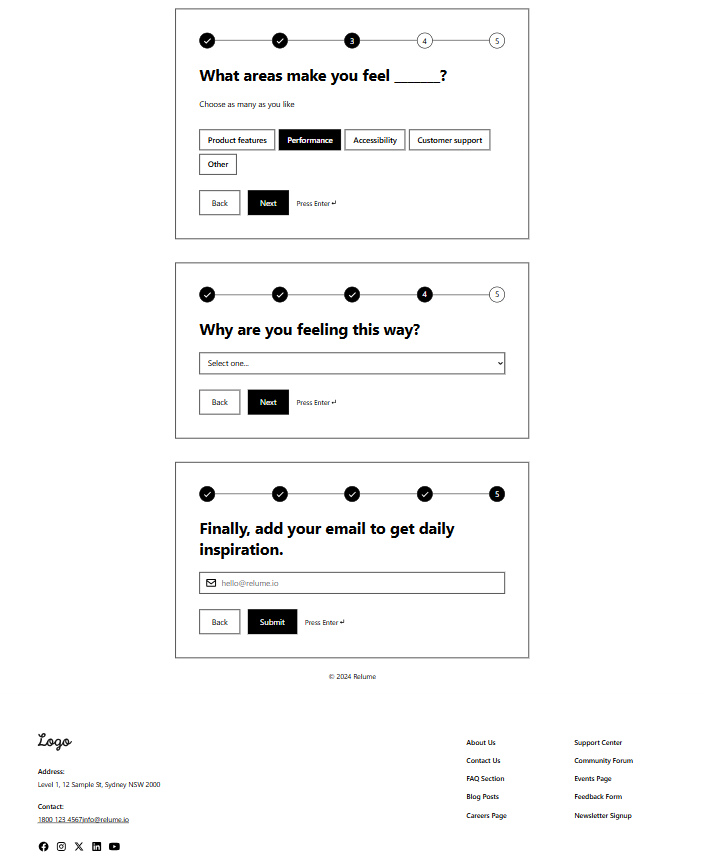 3
4
5
What areas make you feel _______?
Choose as many as you like
Product features
Performance
Accessibility
Customer support
Other
Back
Next
Press Enter ↵
4
5
Why are you feeling this way?
Select one...
Back
Next
Press Enter ↵
5
Finally, add your email to get daily
inspiration.
hello@relume.io
Back
Submit
Press Enter ↵
© 2024 Relume
Logo
Address:
Level 1, 12 Sample St, Sydney NSW 2000
Contact:
1800 123 4567info@relume.io
About Us
Contact Us
FAQ Section
Blog Posts
Careers Page
Support Center
Community Forum
Events Page
Feedback Form
Newsletter Signup